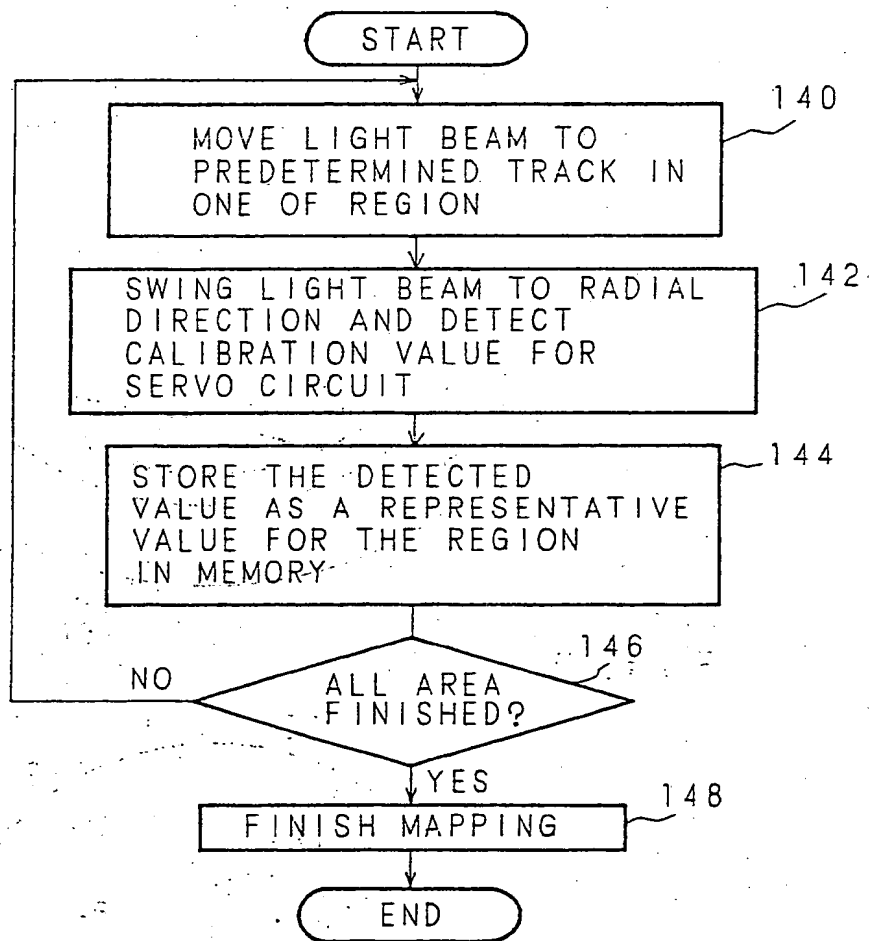 START
140
MOVE LIGHT BEAM TO
PREDETERMINED TRACK IN
ONE OF REGION
142
SWING LIGHT BEAM TO RADIAL
DIRECTION AND DETECT
CALIBRATION VALUE FOR
SERVO CIRCUIT
144
STORE THE DETECTED
VALUE AS A REPRESENTATIVE
VALUE FOR THE REGION
IN MEMORY
146
NO
ALL AREA
FINISHED?
YES
148
FINISH MAPPING
END